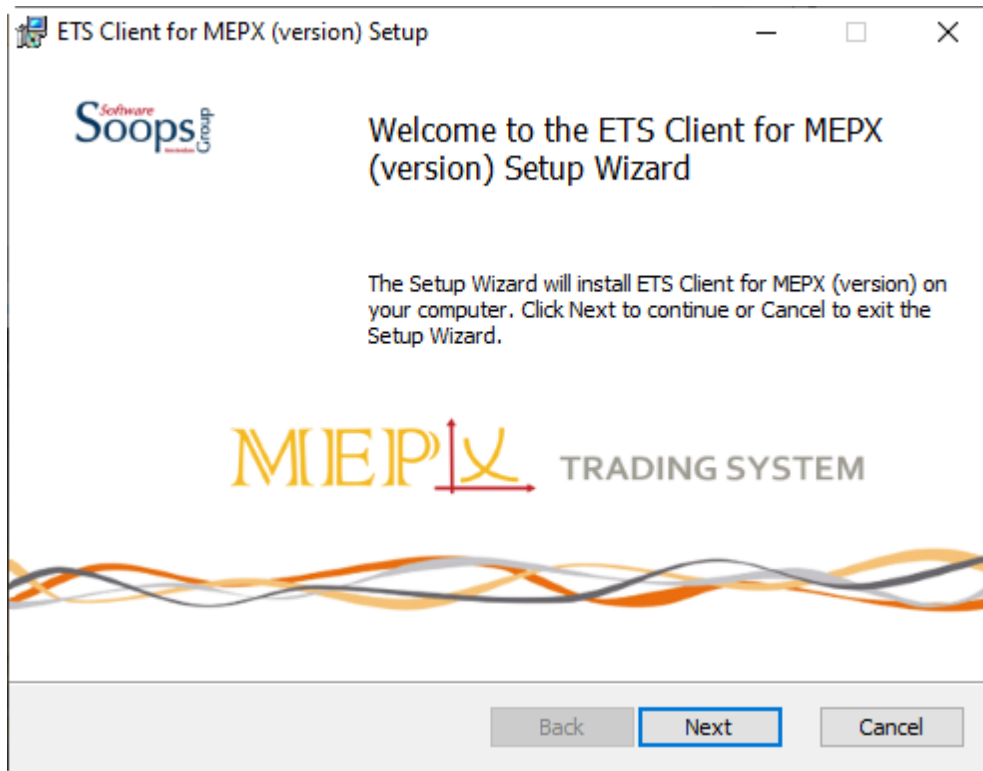 ETS Client for MEPX (version) Setup
Software
Soops
Group
Welcome to the ETS Client for MEPX
(version) Setup Wizard
The Setup Wizard will install ETS Client for MEPX (version) on
your computer. Click Next to continue or Cancel to exit the
Setup Wizard.
MEPX TRADING SYSTEM
Back Next Cancel